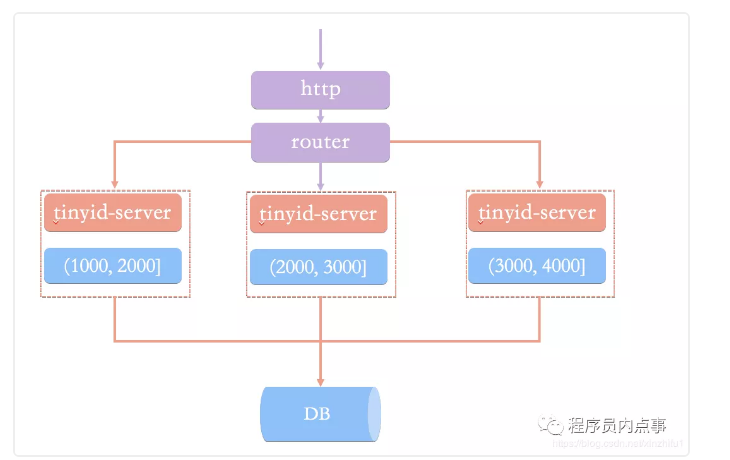 http
router
tinyid-server
tinyid-server
tinyid-server
(1000, 2000]
(2000, 3000]
(3000, 4000]
DB
程序员内点事